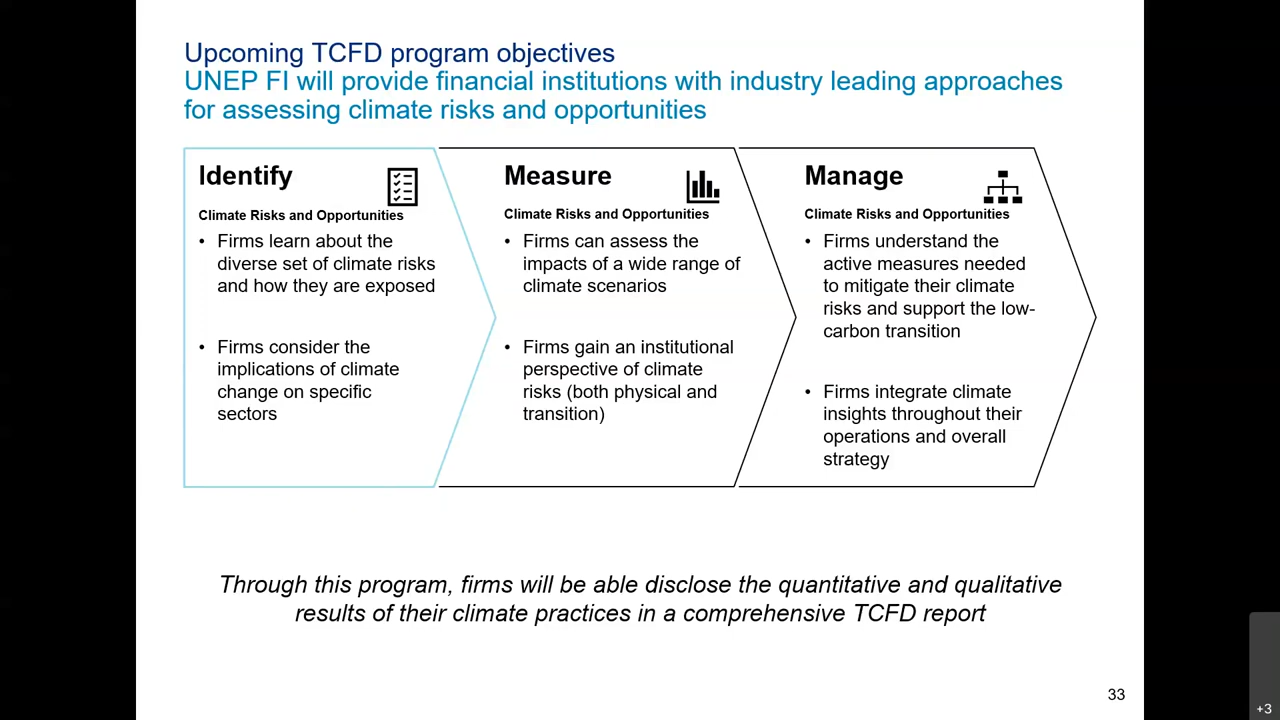 Upcoming TCFD program objectives
UNEP FI will provide financial institutions with industry leading approaches
for assessing climate risks and opportunities
Identify
Climate Risks and Opportunities
• Firms learn about the
diverse set of climate risks
and how they are exposed
• Firms consider the
implications of climate
change on specific
sectors
Measure
Climate Risks and Opportunities
• Firms can assess the
impacts of a wide range of
climate scenarios
• Firms gain an institutional
perspective of climate
risks (both physical and
transition)
Manage
Climate Risks and Opportunities
• Firms understand the
active measures needed
to mitigate their climate
risks and support the low-
carbon transition
• Firms integrate climate
insights throughout their
operations and overall
strategy
Through this program, firms will be able disclose the quantitative and qualitative
results of their climate practices in a comprehensive TCFD report
33
+3